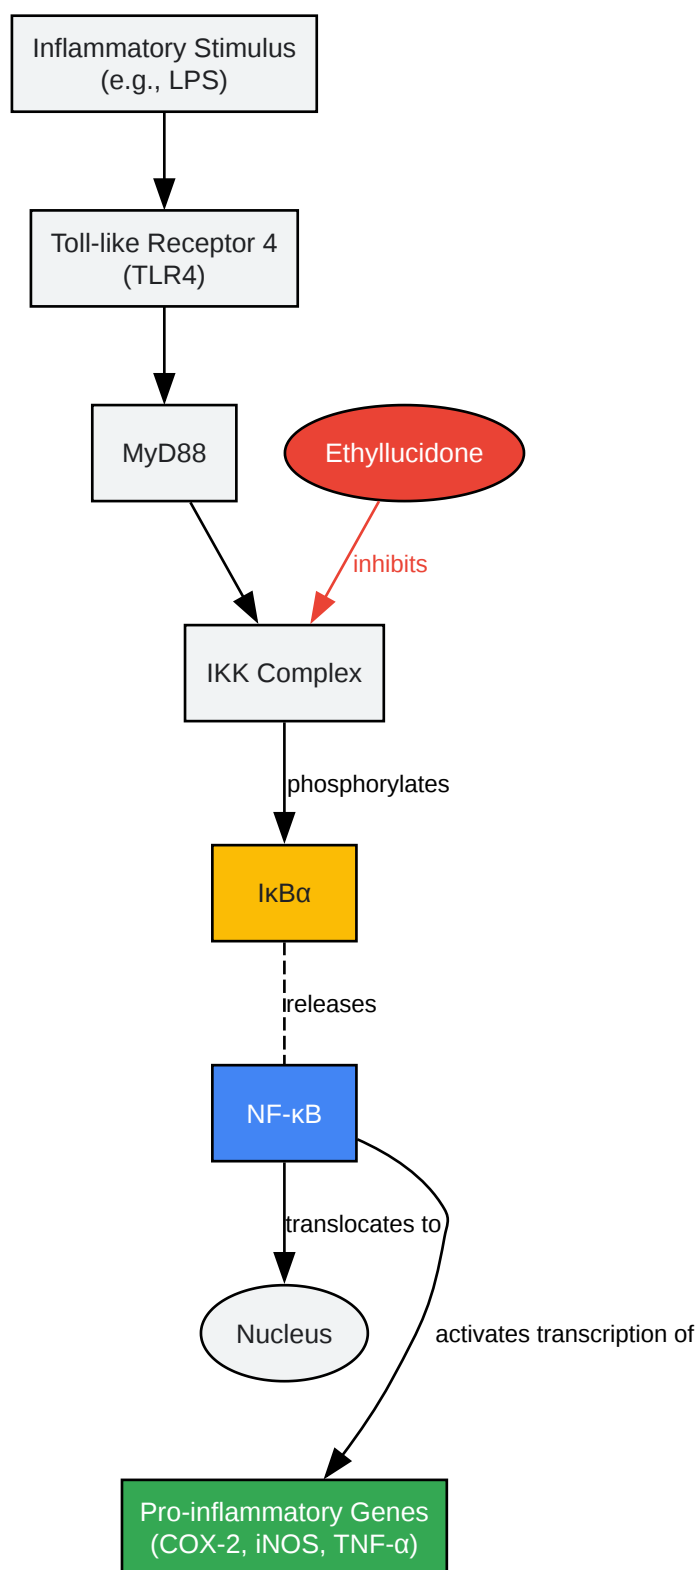 Inflammatory Stimulus
(e.g., LPS)
Toll-like Receptor 4
(TLR4)
MyD88
Ethyllucidone
inhibits
IKK Complex
phosphorylates
IκBα
releases
NF-κB
translocates to
Nucleus
activates transcription of
Pro-inflammatory Genes
(COX-2, iNOS, TNF-α)